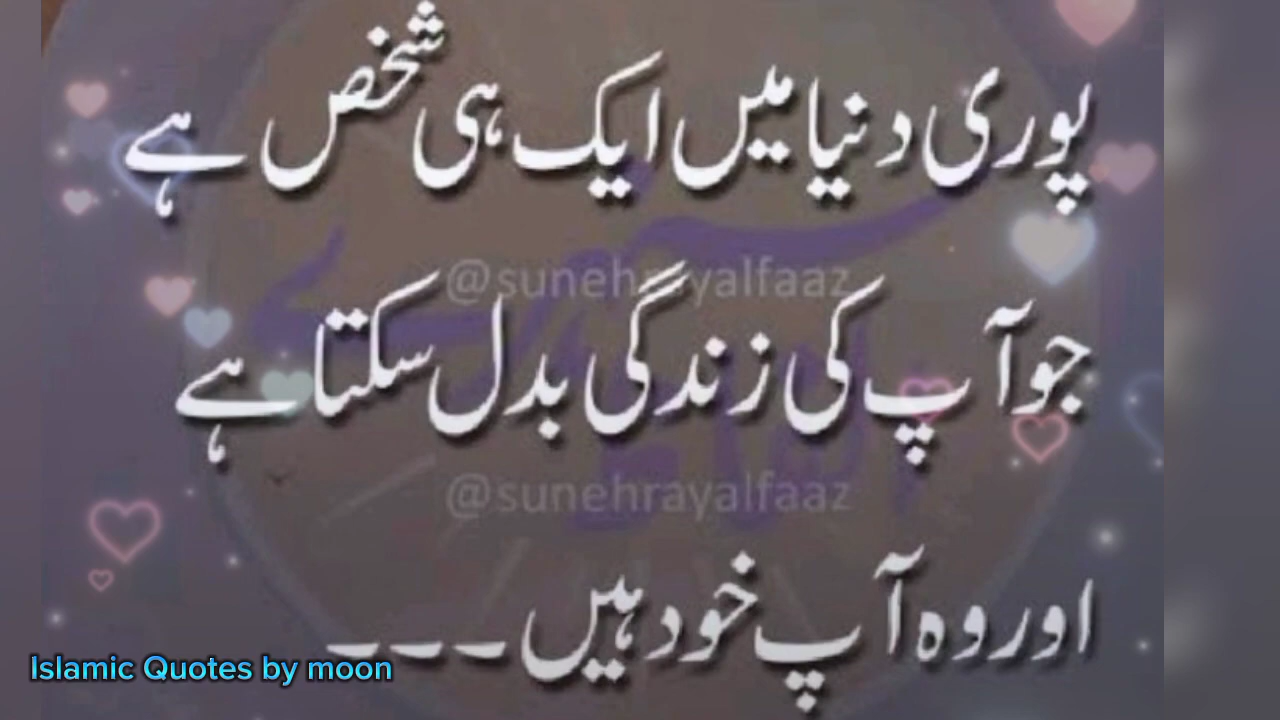 پوری دنیا میں ایک ہی شخص ہے
@sunehrayalfaaz
جو آپ کی زندگی بدل سکتا ہے
@sunehrayalfaaz
اور وہ آپ خود ہیں ۔۔۔
Islamic Quotes by moon